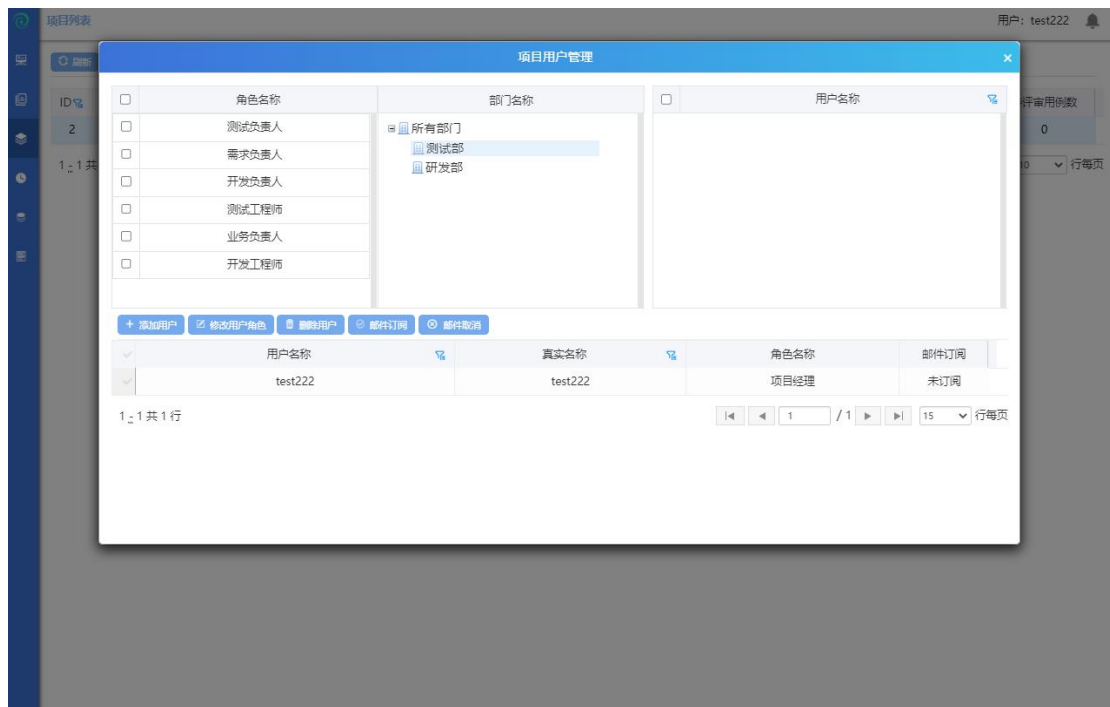 项目列表 用户：test222
刷新
项目用户管理 ×
ID 评审用例数
角色名称 部门名称 用户名称
2 测试负责人 所有部门 0
需求负责人 测试部
1 - 1 共 研发部 10 行每页
开发负责人
测试工程师
业务负责人
开发工程师
添加用户 修改用户角色 删除用户 邮件订阅 邮件取消
用户名称 真实名称 角色名称 邮件订阅
test222 test222 项目经理 未订阅
1 - 1 共 1 行 1 / 1 15 行每页